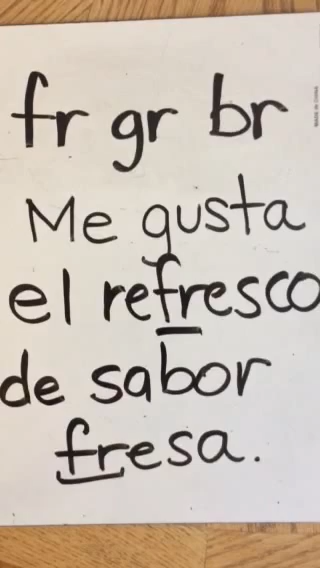 fr gr br
Me gusta
el refresco
de sabor
fresa.